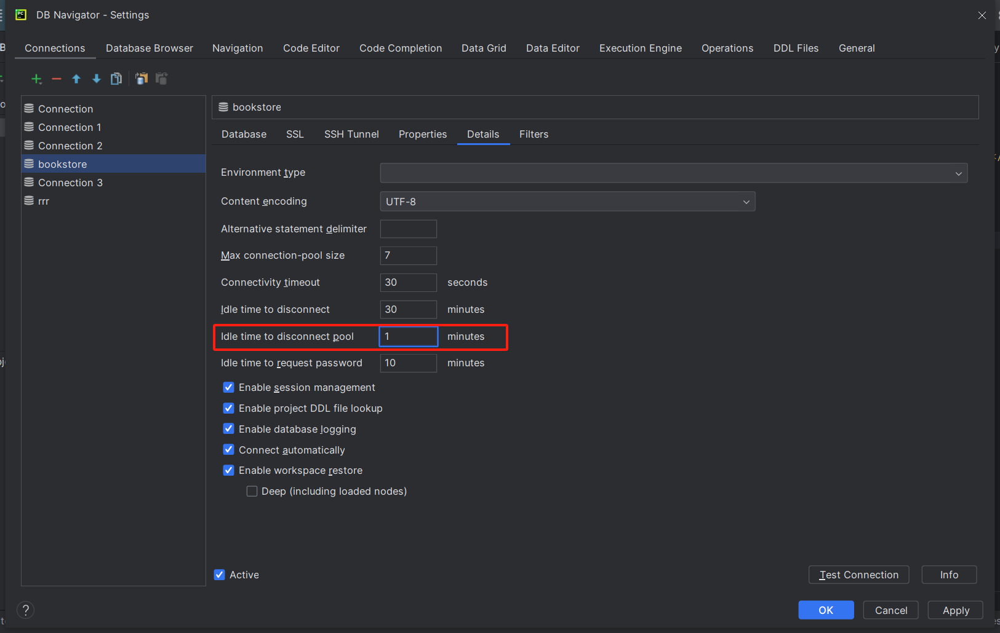 PC
DB Navigator - Settings
Connections Database Browser Navigation Code Editor Code Completion Data Grid Data Editor Execution Engine Operations DDL Files General
Connection
Connection 1
Connection 2
bookstore
Connection 3
rrr
bookstore
Database SSL SSH Tunnel Properties Details Filters
Environment type
Content encoding UTF-8
Alternative statement delimiter
Max connection-pool size 7
Connectivity timeout 30 seconds
Idle time to disconnect 30 minutes
Idle time to disconnect pool 1 minutes
Idle time to request password 10 minutes
Enable session management
Enable project DDL file lookup
Enable database logging
Connect automatically
Enable workspace restore
Deep (including loaded nodes)
Active
Test Connection Info
?
OK Cancel Apply